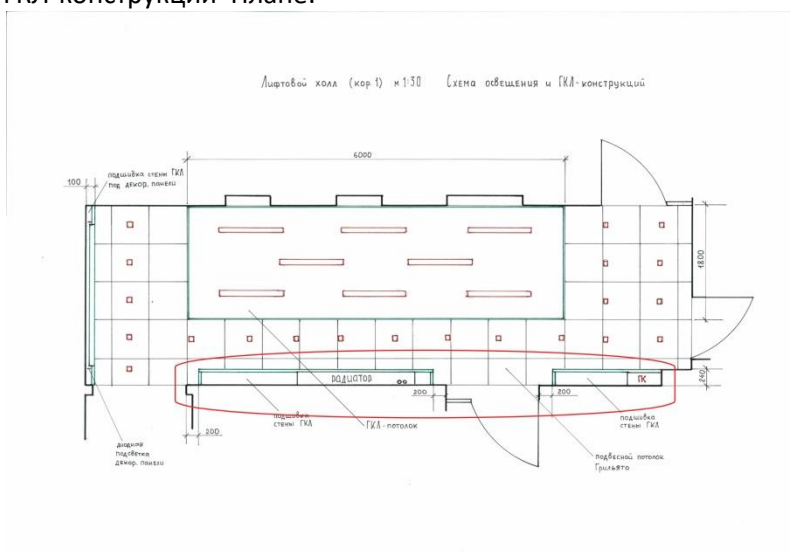 ГКЛ-конструкций
Плане.
Лифтовой холл (кор.1) м 1:30 Схема освещения и ГКЛ-конструкций
6000
100
подшивка стены ГКЛ
под декор. панели
1800
РАДИАТОР
ПК
240
200
200
200
подшивка
стены ГКЛ
ГКЛ-потолок
подшивка
стены ГКЛ
диодная
подсветка
декор. панели
подвесной потолок
Грильято